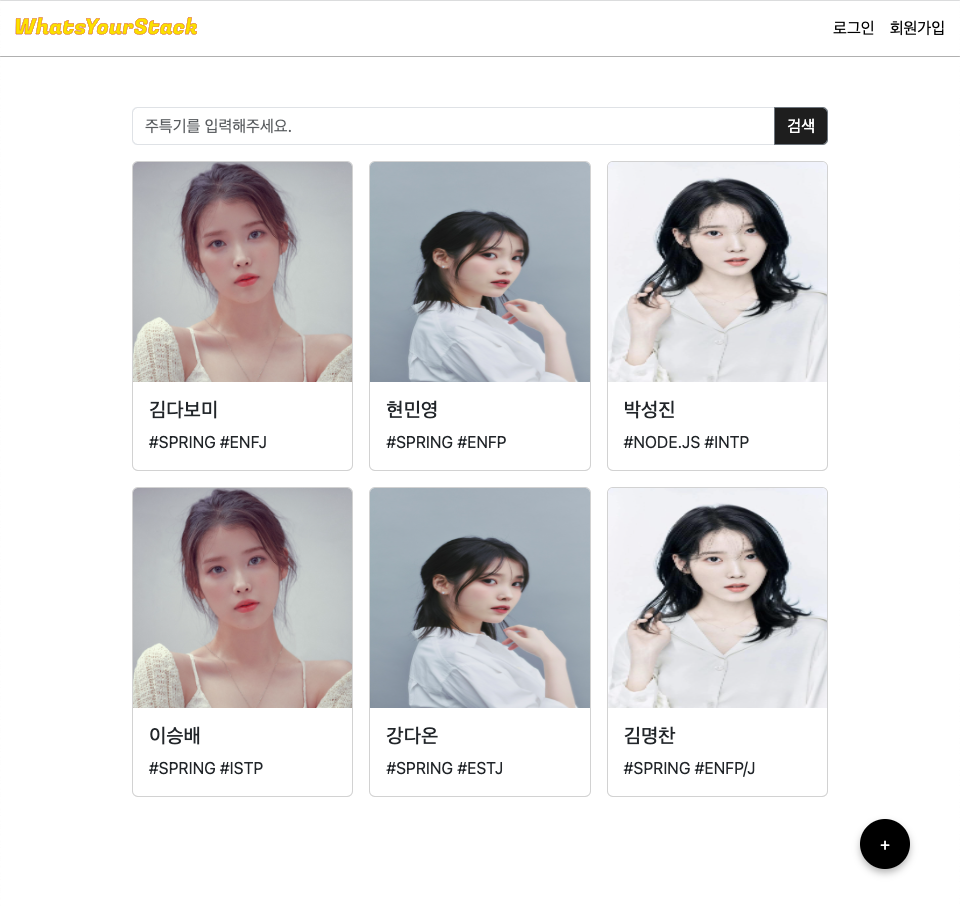 WhatsYourStack
로그인 회원가입
주특기를 입력해주세요. 검색
김다보미 현민영 박성진
#SPRING #ENFJ #SPRING #ENFP #NODE.JS #INTP
이승배 강다온 김명찬
#SPRING #ISTP #SPRING #ESTJ #SPRING #ENFP/J
+